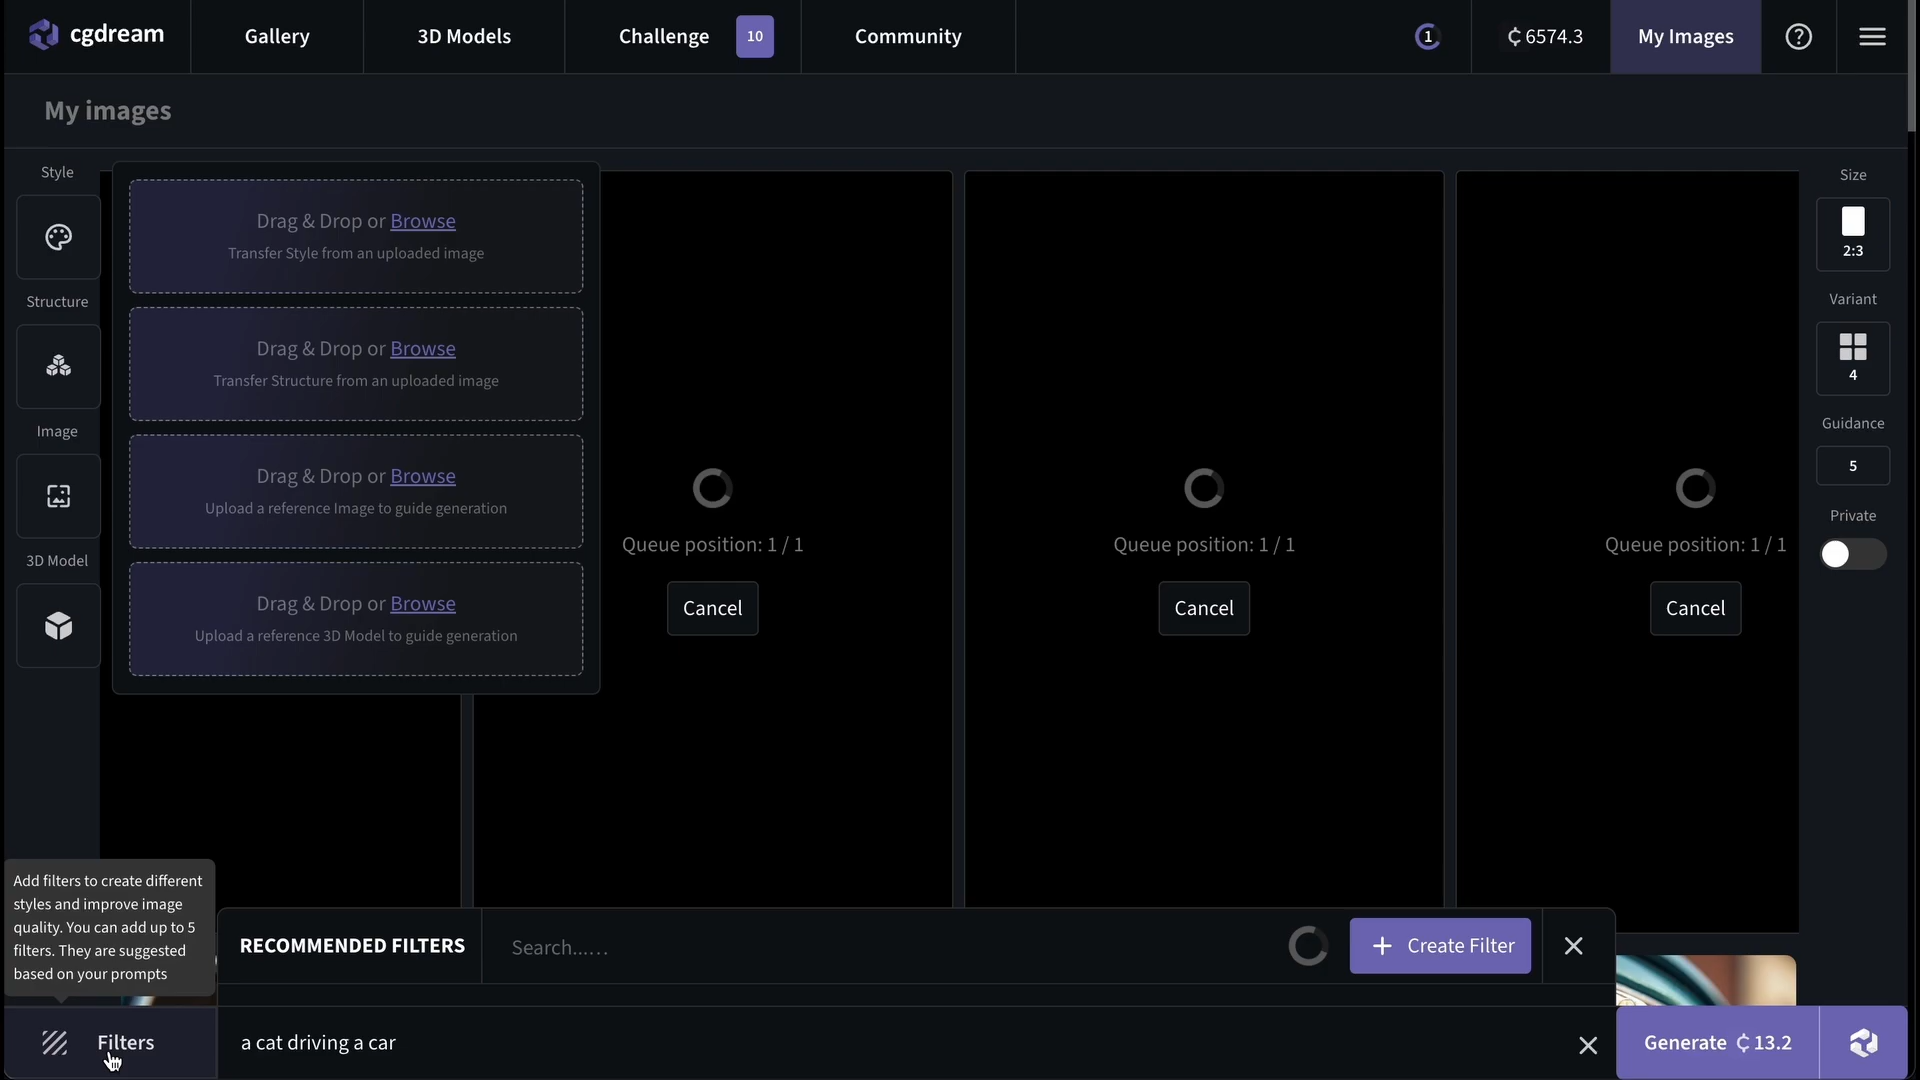 cgdream
Gallery
3D Models
Challenge
10
Community
1
₵ 6574.3
My Images
?
My images
Style
Structure
Image
3D Model
Drag & Drop or Browse
Transfer Style from an uploaded image
Drag & Drop or Browse
Transfer Structure from an uploaded image
Drag & Drop or Browse
Upload a reference Image to guide generation
Drag & Drop or Browse
Upload a reference 3D Model to guide generation
Queue position: 1 / 1
Cancel
Queue position: 1 / 1
Cancel
Queue position: 1 / 1
Cancel
Size
2:3
Variant
4
Guidance
5
Private
Add filters to create different
styles and improve image
quality. You can add up to 5
filters. They are suggested
based on your prompts
RECOMMENDED FILTERS
Search......
+ Create Filter
Filters
a cat driving a car
Generate ₵ 13.2